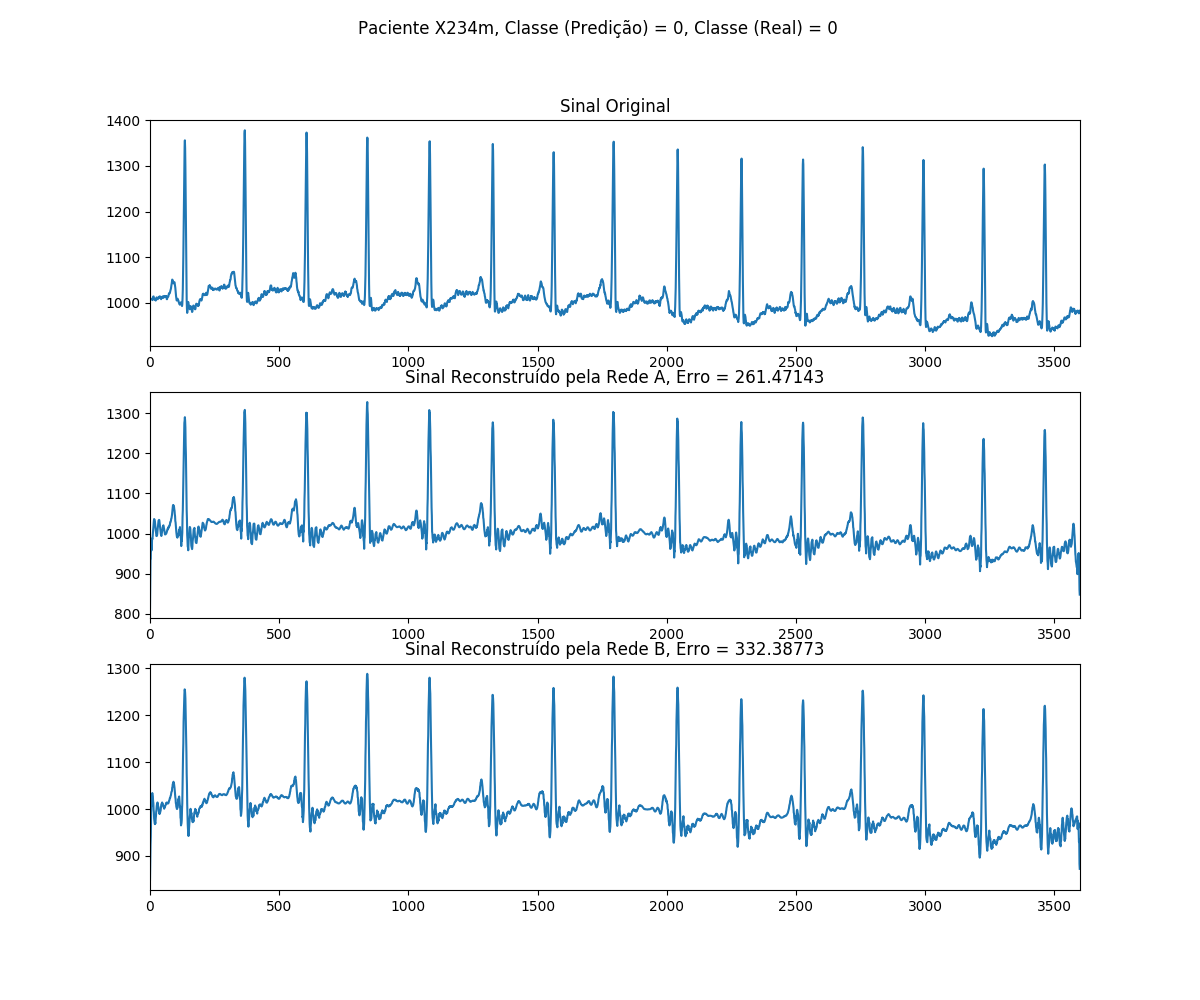 Paciente X234m, Classe (Predição) = 0, Classe (Real) = 0
Sinal Original
1400
1300
1200
1100
1000
0 500 1000 1500 2000 2500 3000 3500
Sinal Reconstruído pela Rede A, Erro = 261.47143
1300
1200
1100
1000
900
800
0 500 1000 1500 2000 2500 3000 3500
Sinal Reconstruído pela Rede B, Erro = 332.38773
1300
1200
1100
1000
900
0 500 1000 1500 2000 2500 3000 3500